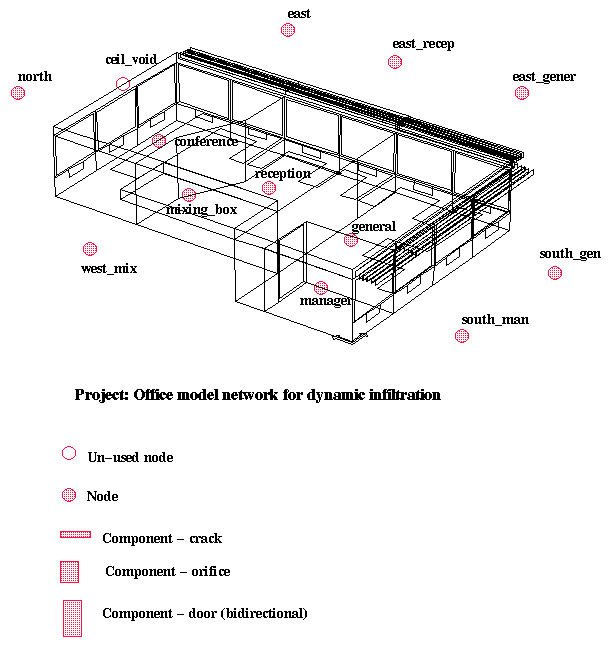 east
east_recep
ceil_void
north
east_gener
conference
reception
mixing_box
general
west_mix
south_gen
manager
south_man
Project: Office model network for dynamic infiltration
Un-used node
Node
Component - crack
Component - orifice
Component - door (bidirectional)